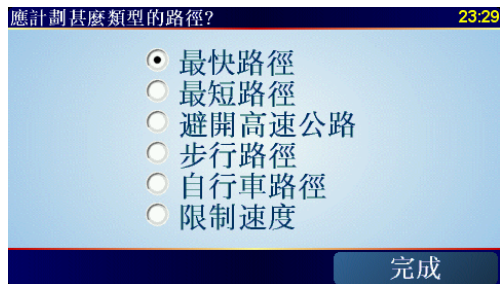 應計劃甚麼類型的路徑?
23:29
最快路徑
最短路徑
避開高速公路
步行路徑
自行車路徑
限制速度
完成